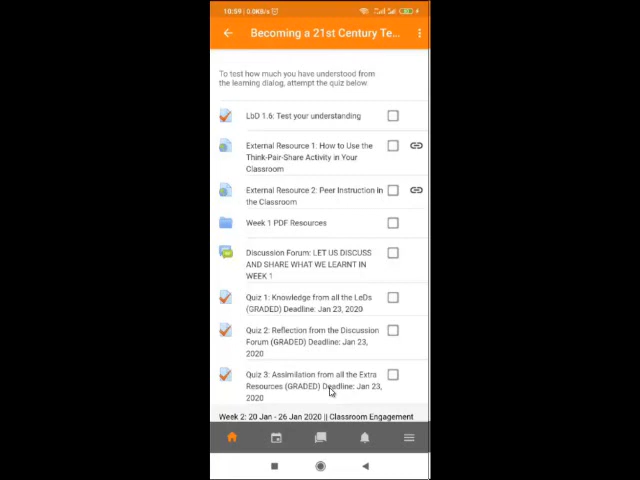 10:59 | 0.0KB/s
Becoming a 21st Century Te...
To test how much you have understood from
the learning dialog, attempt the quiz below.
LbD 1.6: Test your understanding
External Resource 1: How to Use the
Think-Pair-Share Activity in Your
Classroom
External Resource 2: Peer Instruction in
the Classroom
Week 1 PDF Resources
Discussion Forum: LET US DISCUSS
AND SHARE WHAT WE LEARNT IN
WEEK 1
Quiz 1: Knowledge from all the LeDs
(GRADED) Deadline: Jan 23, 2020
Quiz 2: Reflection from the Discussion
Forum (GRADED) Deadline: Jan 23,
2020
Quiz 3: Assimilation from all the Extra
Resources (GRADED) Deadline: Jan 23,
2020
Week 2: 20 Jan - 26 Jan 2020 || Classroom Engagement